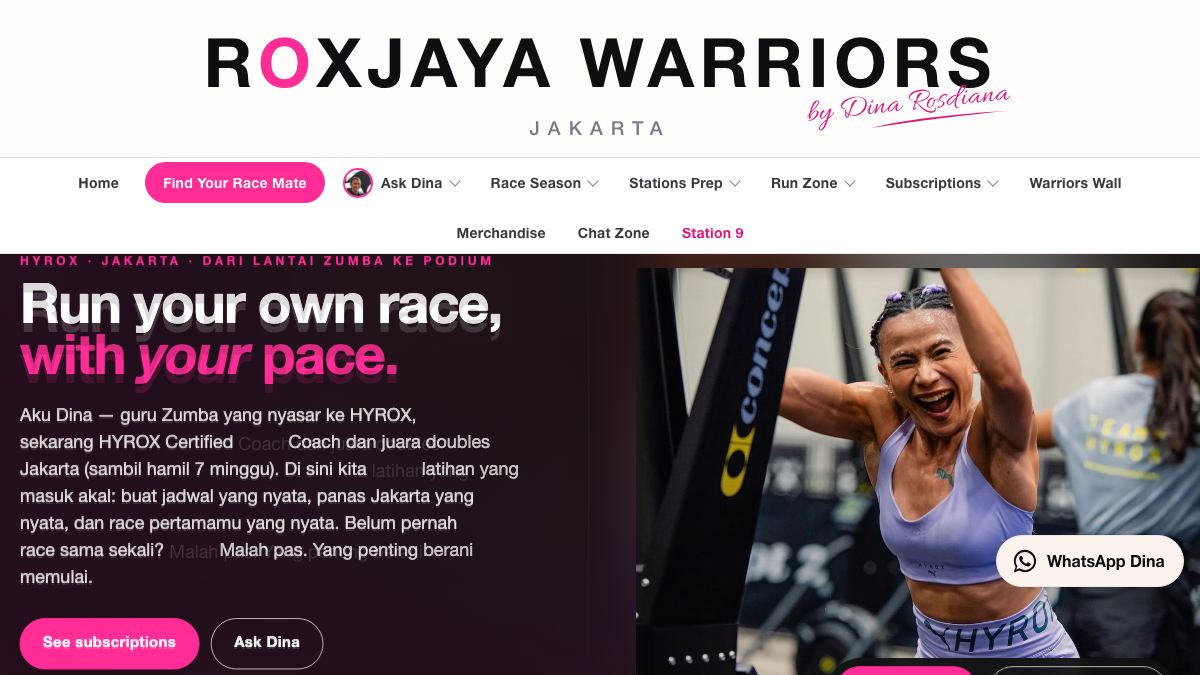 ROXJAYA WARRIORS
by Dina Rosdiana
JAKARTA
Home
Find Your Race Mate
Ask Dina
Race Season
Stations Prep
Run Zone
Subscriptions
Warriors Wall
Merchandise
Chat Zone
Station 9
HYROX · JAKARTA · DARI LANTAI ZUMBA KE PODIUM
Run your own race,
with your pace.
Aku Dina — guru Zumba yang nyasar ke HYROX,
sekarang HYROX Certified Coach dan juara doubles
Jakarta (sambil hamil 7 minggu). Di sini kita latihan yang
masuk akal: buat jadwal yang nyata, panas Jakarta yang
nyata, dan race pertamamu yang nyata. Belum pernah
race sama sekali? Malah pas. Yang penting berani
memulai.
See subscriptions
Ask Dina
concep
TEAM
HYROX
HYROX
WhatsApp Dina